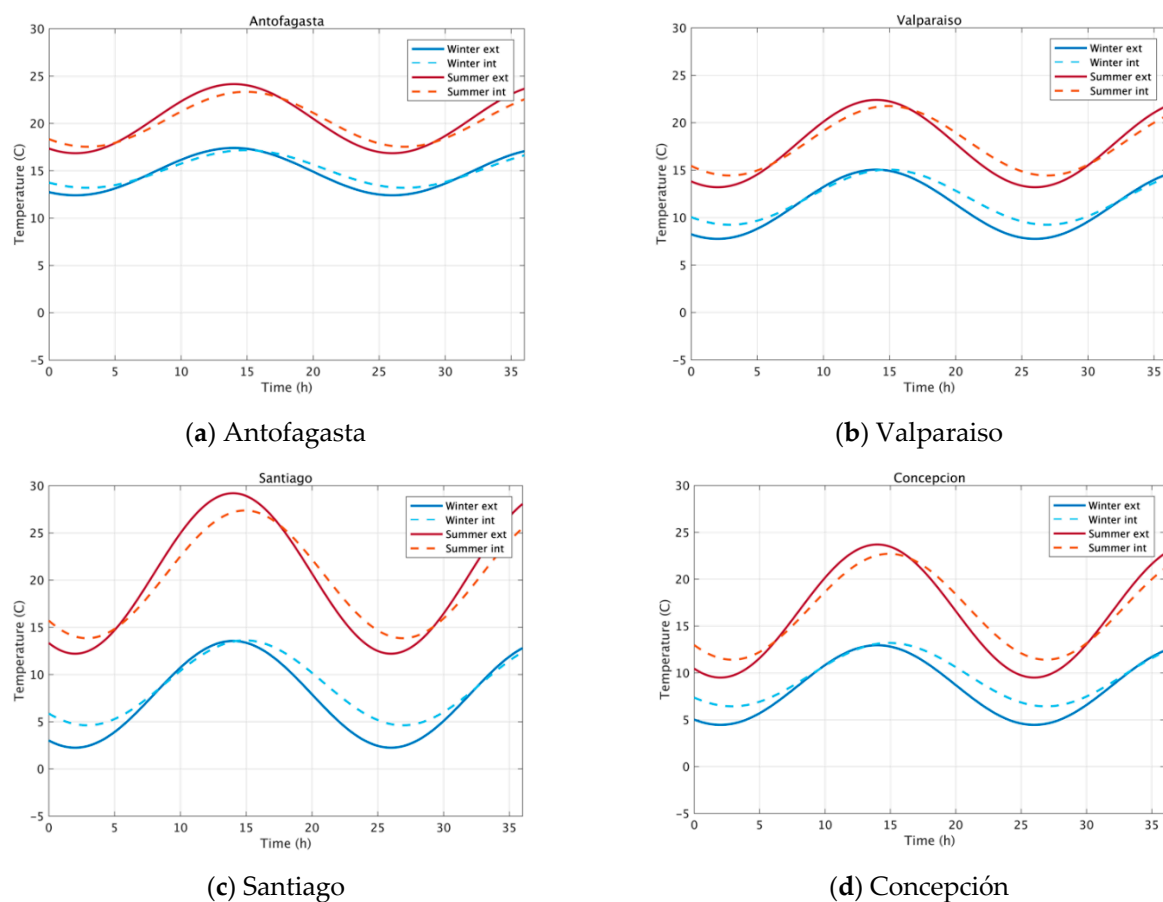 Antofagasta
30
25
20
15
10
5
0
−5
Temperature (C)
Winter ext
Winter int
Summer ext
Summer int
0 5 10 15 20 25 30 35
Time (h)
(a) Antofagasta
Valparaiso
30
25
20
15
10
5
0
−5
Temperature (C)
Winter ext
Winter int
Summer ext
Summer int
0 5 10 15 20 25 30 35
Time (h)
(b) Valparaiso
Santiago
30
25
20
15
10
5
0
−5
Temperature (C)
Winter ext
Winter int
Summer ext
Summer int
0 5 10 15 20 25 30 35
Time (h)
(c) Santiago
Concepcion
30
25
20
15
10
5
0
−5
Temperature (C)
Winter ext
Winter int
Summer ext
Summer int
0 5 10 15 20 25 30 35
Time (h)
(d) Concepción